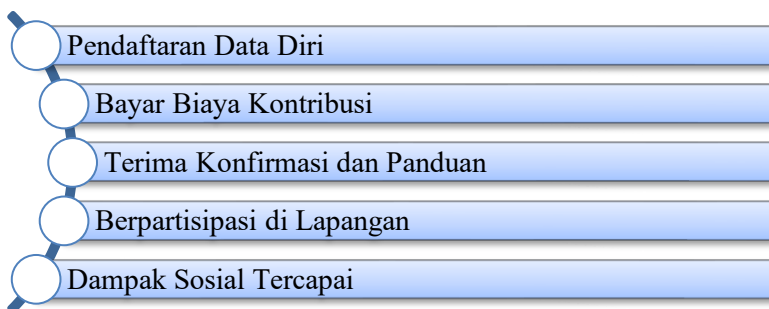 Pendaftaran Data Diri
Bayar Biaya Kontribusi
Terima Konfirmasi dan Panduan
Berpartisipasi di Lapangan
Dampak Sosial Tercapai